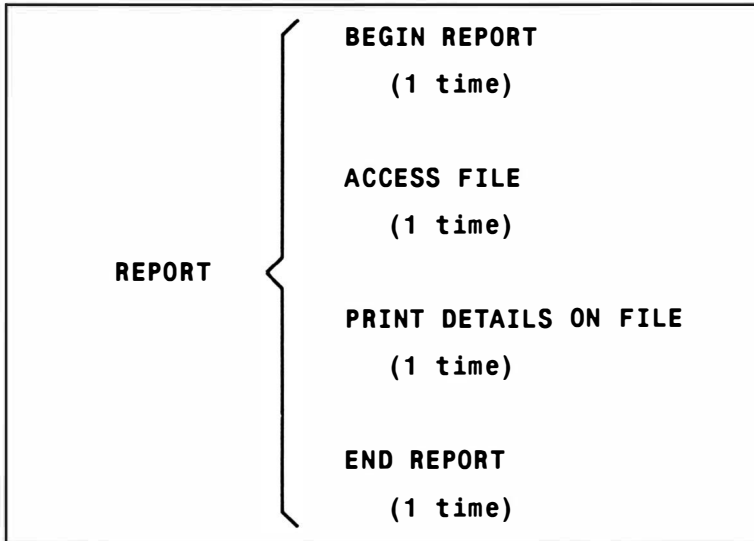 BEGIN REPORT
(1 time)
ACCESS FILE
(1 time)
REPORT
PRINT DETAILS ON FILE
(1 time)
END REPORT
(1 time)